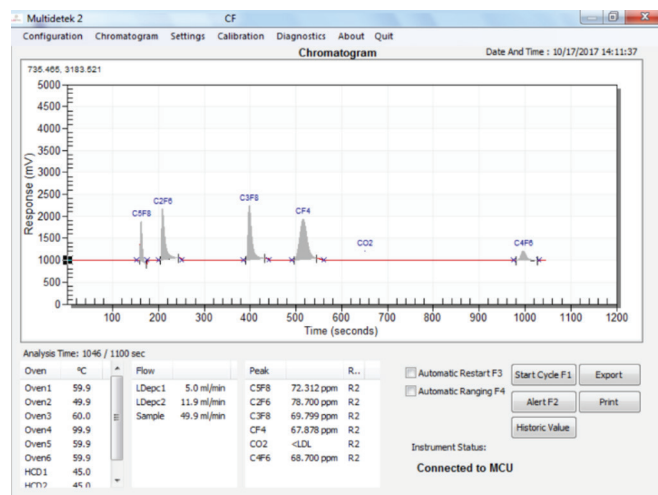 Multidetek 2 CF
Configuration Chromatogram Settings Calibration Diagnostics About Quit
Chromatogram Date And Time : 10/17/2017 14:11:37
735.465, 3183.521
5000
4500
4000
3500
3000
2500
2000
1500
1000
500
0
Response (mV)
C5F8
C2F6
C3F8
CF4
CO2
C4F6
100 200 300 400 500 600 700 800 900 1000 1100 1200
Time (seconds)
Analysis Time: 1046 / 1100 sec
Oven °C
Oven1 59.9
Oven2 49.9
Oven3 60.0
Oven4 99.9
Oven5 59.9
Oven6 59.9
HCD1 45.0
HCD2 45.0
Flow
LDepc1 5.0 ml/min
LDepc2 11.9 ml/min
Sample 49.9 ml/min
Peak R..
C5F8 72.312 ppm R2
C2F6 78.700 ppm R2
C3F8 69.799 ppm R2
CF4 67.878 ppm R2
CO2 <LDL R2
C4F6 68.700 ppm R2
Automatic Restart F3
Automatic Ranging F4
Start Cycle F1 Export
Alert F2 Print
Historic Value
Instrument Status:
Connected to MCU